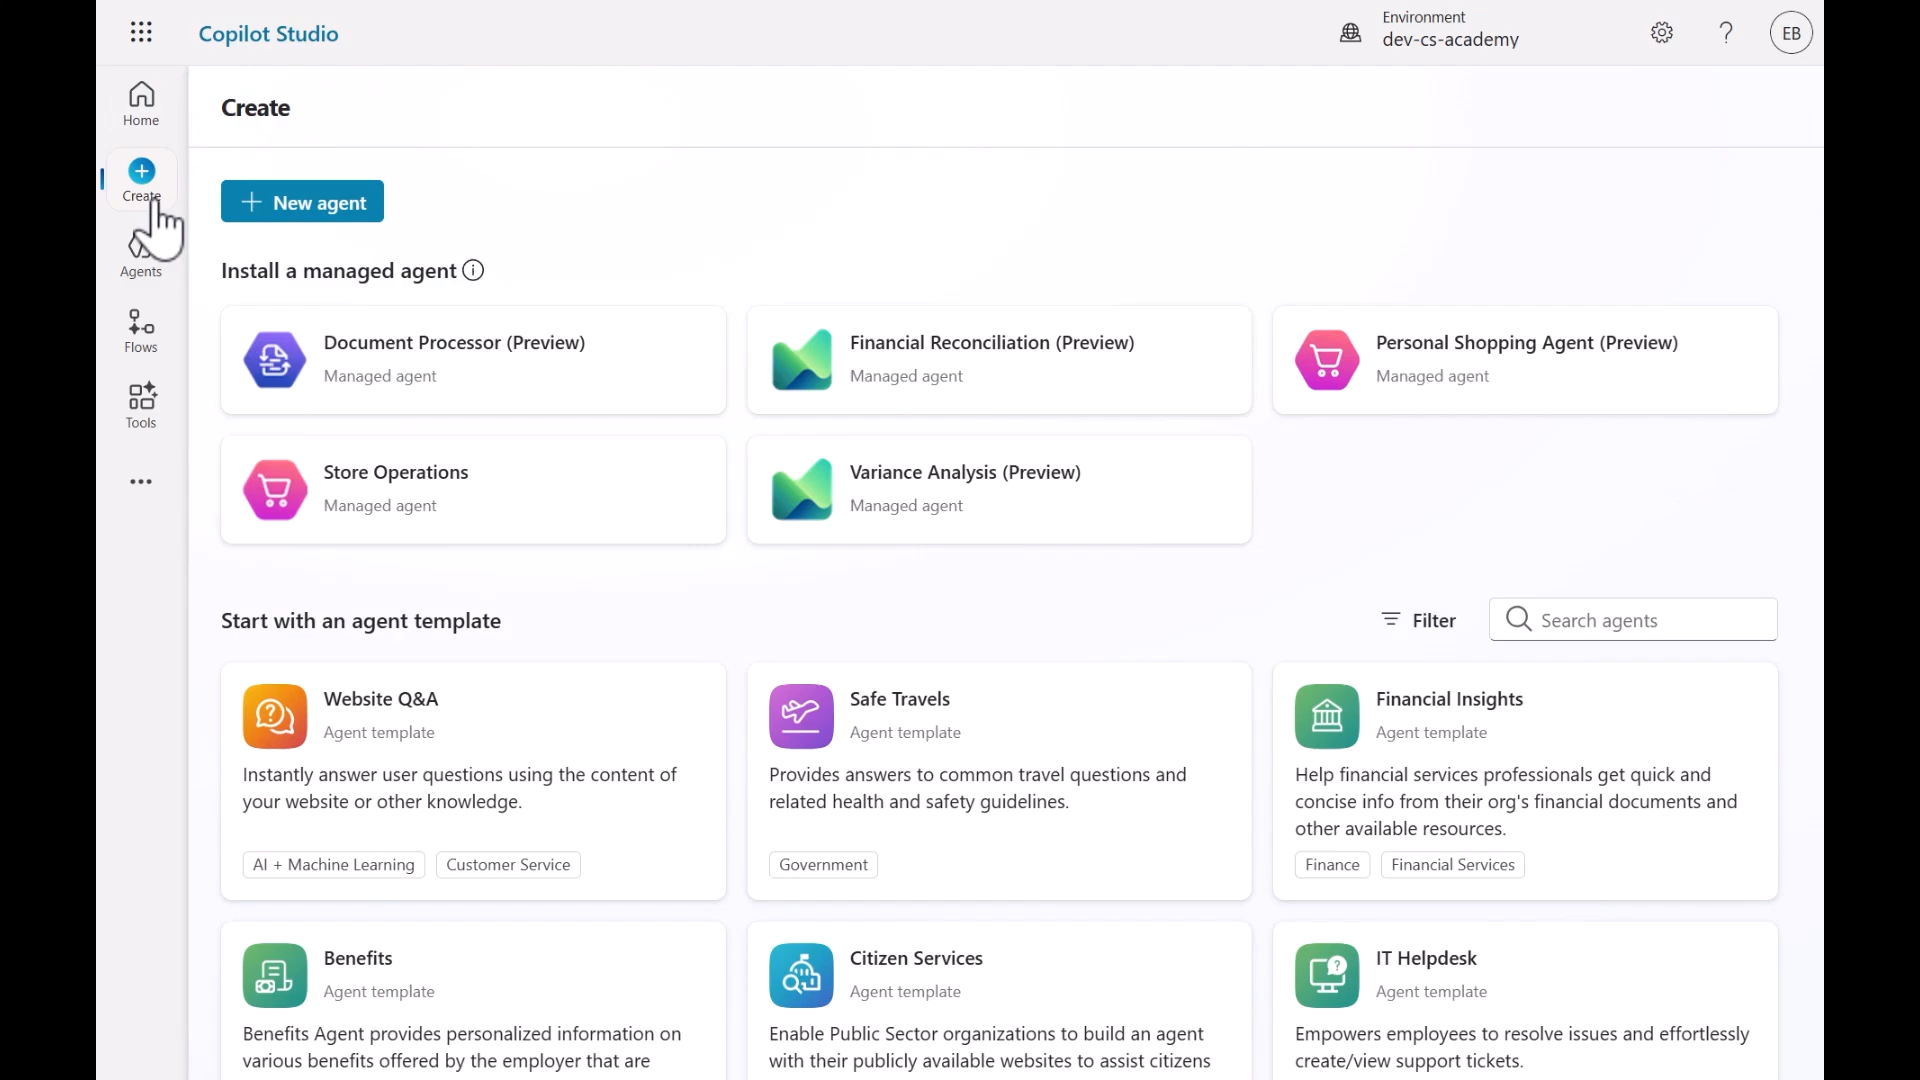 Copilot Studio
Environment
dev-cs-academy
?
EB
Home
Create
Agents
Flows
Tools
Create
New agent
Install a managed agent
Document Processor (Preview)
Managed agent
Financial Reconciliation (Preview)
Managed agent
Personal Shopping Agent (Preview)
Managed agent
Store Operations
Managed agent
Variance Analysis (Preview)
Managed agent
Start with an agent template
Filter
Search agents
Website Q&A
Agent template
Instantly answer user questions using the content of
your website or other knowledge.
AI + Machine Learning
Customer Service
Safe Travels
Agent template
Provides answers to common travel questions and
related health and safety guidelines.
Government
Financial Insights
Agent template
Help financial services professionals get quick and
concise info from their org's financial documents and
other available resources.
Finance
Financial Services
Benefits
Agent template
Benefits Agent provides personalized information on
various benefits offered by the employer that are
Citizen Services
Agent template
Enable Public Sector organizations to build an agent
with their publicly available websites to assist citizens
IT Helpdesk
Agent template
Empowers employees to resolve issues and effortlessly
create/view support tickets.